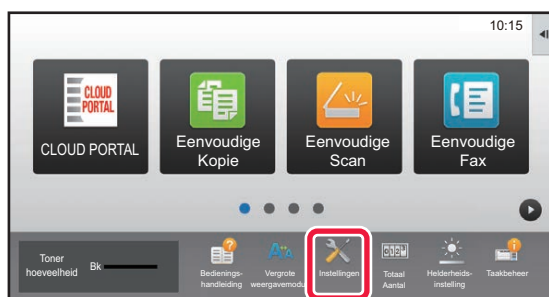 10:15
CLOUD
PORTAL
CLOUD PORTAL
Eenvoudige
Kopie
Eenvoudige
Scan
Eenvoudige
Fax
Toner
hoeveelheid
Bk
Bedienings-
handleiding
Vergrote
weergavemodus
Instellingen
Totaal
Aantal
Helderheids-
instelling
Taakbeheer